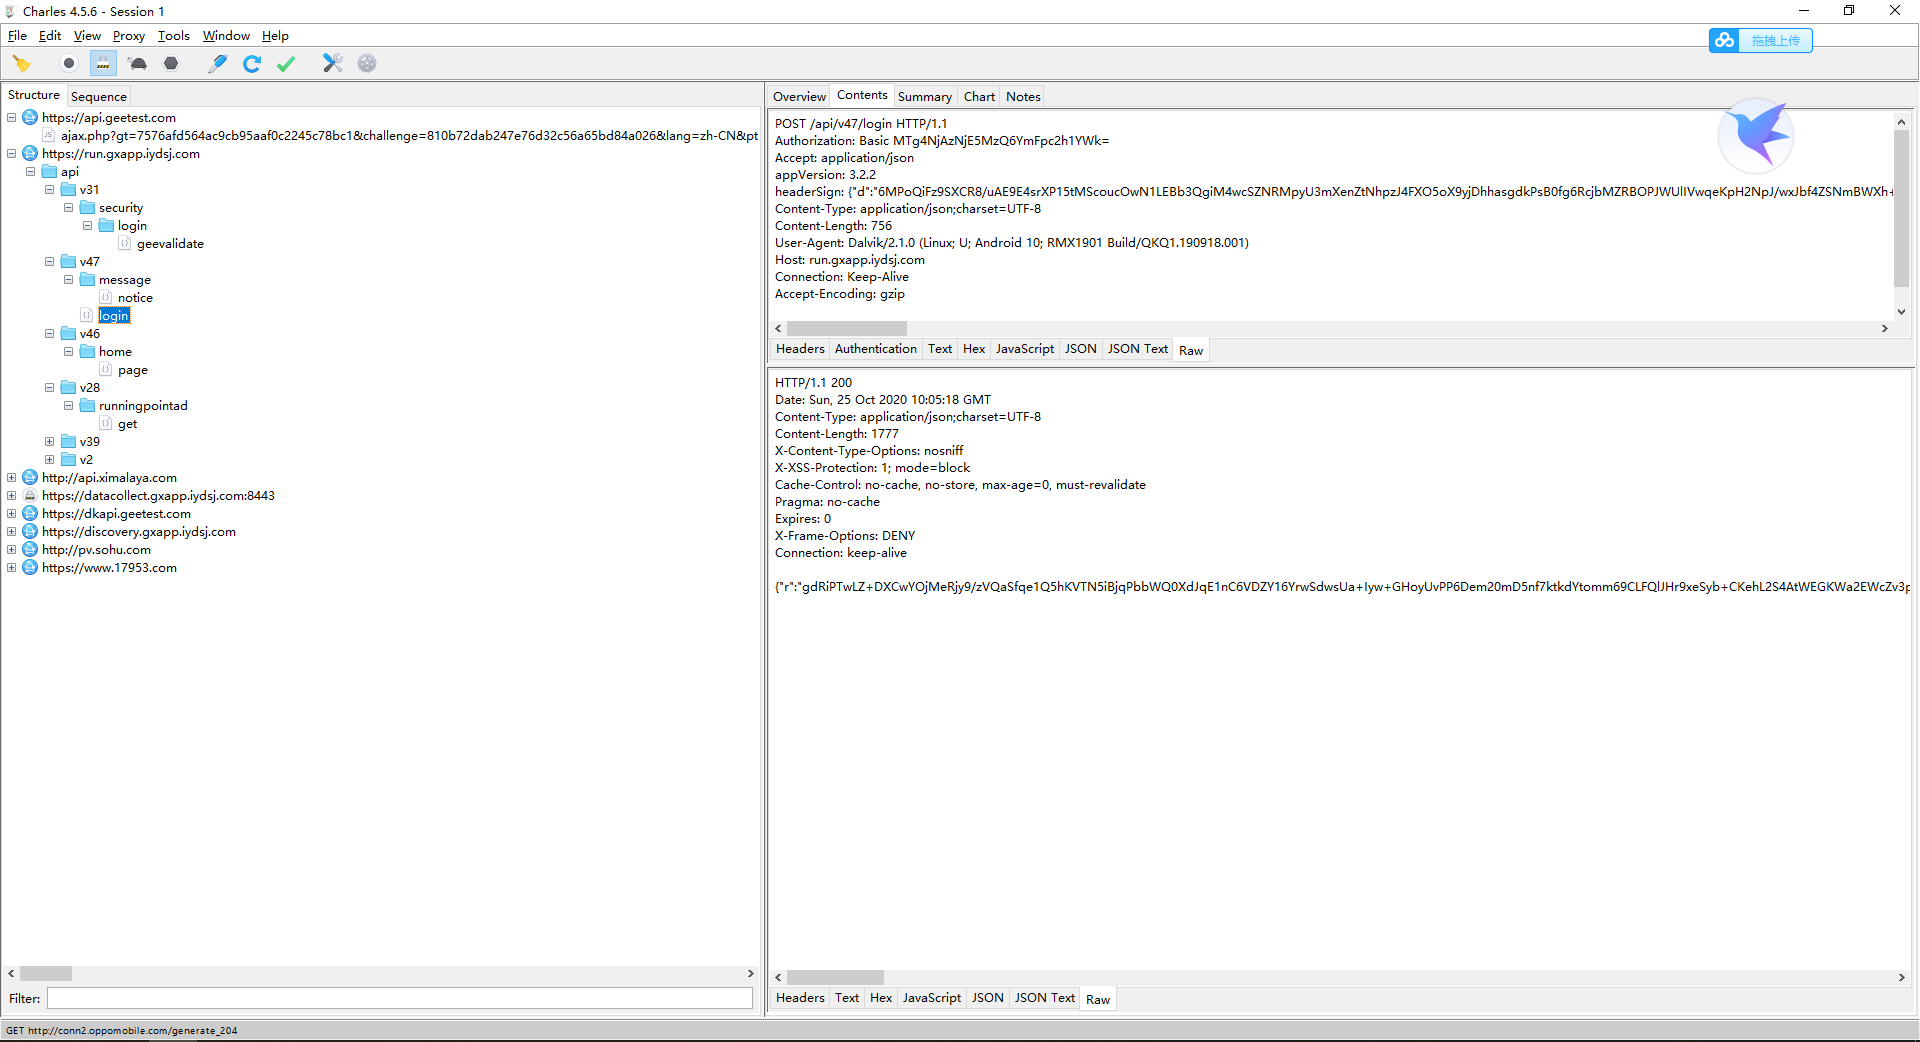 Charles 4.5.6 - Session 1
File Edit View Proxy Tools Window Help
拖拽上传
Structure Sequence
https://api.geetest.com
ajax.php?gt=7576afd564ac9cb95aaf0c2245c78bc1&challenge=810b72dab247e76d32c56a65bd84a026&lang=zh-CN&pt
https://run.gxapp.iydsj.com
api
v31
security
login
geevalidate
v47
message
notice
login
v46
home
page
v28
runningpointad
get
v39
v2
http://api.ximalaya.com
https://datacollect.gxapp.iydsj.com:8443
https://dkapi.geetest.com
https://discovery.gxapp.iydsj.com
http://pv.sohu.com
https://www.17953.com
Filter:
Overview Contents Summary Chart Notes
POST /api/v47/login HTTP/1.1
Authorization: Basic MTg4NjAzNjE5MzQ6YmFpc2h1YWk=
Accept: application/json
appVersion: 3.2.2
headerSign: {"d":"6MPoQiFz9SXCR8/uAE9E4srXP15tMScoucOwN1LEBb3QgiM4wcSZNRMpyU3mXenZtNhpzJ4FXO5oX9yjDhhasgdkPsB0fg6RcjbMZRBOPJWUlIVwqeKpH2NpJ/wxJbf4ZSNmBWXh+
Content-Type: application/json;charset=UTF-8
Content-Length: 756
User-Agent: Dalvik/2.1.0 (Linux; U; Android 10; RMX1901 Build/QKQ1.190918.001)
Host: run.gxapp.iydsj.com
Connection: Keep-Alive
Accept-Encoding: gzip
Headers Authentication Text Hex JavaScript JSON JSON Text Raw
HTTP/1.1 200
Date: Sun, 25 Oct 2020 10:05:18 GMT
Content-Type: application/json;charset=UTF-8
Content-Length: 1777
X-Content-Type-Options: nosniff
X-XSS-Protection: 1; mode=block
Cache-Control: no-cache, no-store, max-age=0, must-revalidate
Pragma: no-cache
Expires: 0
X-Frame-Options: DENY
Connection: keep-alive
{"r":"gdRiPTwLZ+DXCwYOjMeRjy9/zVQaSfqe1Q5hKVTN5iBjqPbbWQ0XdJqE1nC6VDZY16YrwSdwsUa+Iyw+GHoyUvPP6Dem20mD5nf7ktkdYtomm69CLFQlJHr9xeSyb+CKehL2S4AtWEGKWa2EWcZv3p
Headers Text Hex JavaScript JSON JSON Text Raw
GET http://conn2.oppomobile.com/generate_204